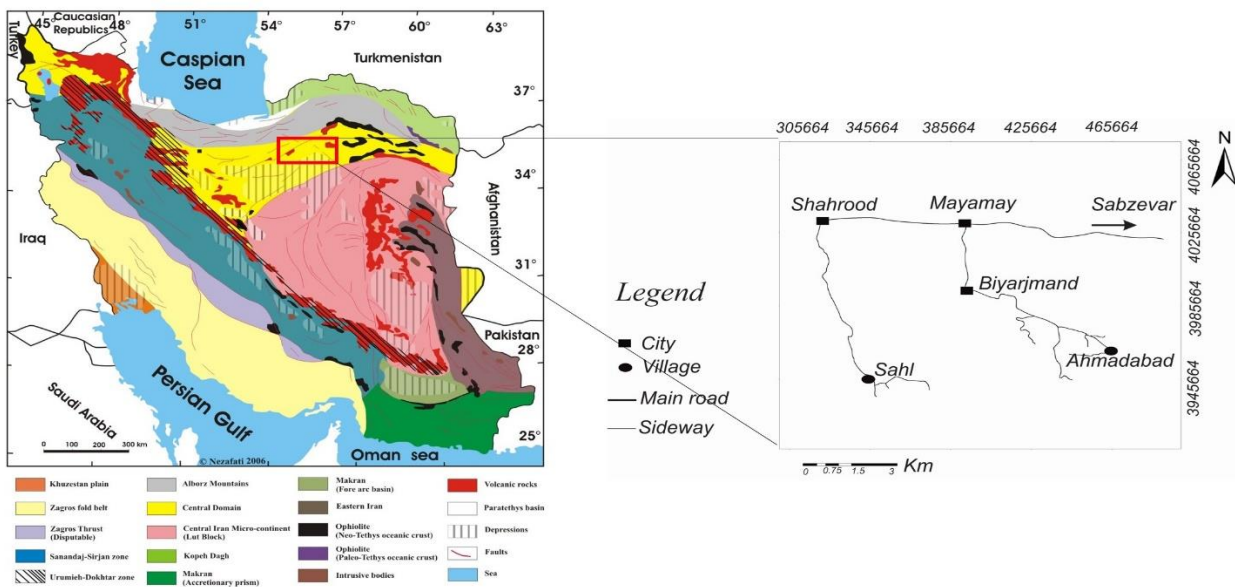 45° 48° 51° 54° 57° 60° 63°
Caucasian
Republics
Turkey
Caspian
Sea
Turkmenistan
37°
34°
Afghanistan
Iraq
31°
Pakistan
28°
Persian Gulf
Saudi Arabia
25°
0 100 200 300 km
© Nezafati 2006
Oman sea
Khuzestan plain
Zagros fold belt
Zagros Thrust
(Disputable)
Sanandaj-Sirjan zone
Urumieh-Dokhtar zone
Alborz Mountains
Central Domain
Central Iran Micro-continent
(Lut Block)
Kopeh Dagh
Makran
(Accretionary prism)
Makran
(Fore arc basin)
Eastern Iran
Ophiolite
(Neo-Tethys oceanic crust)
Ophiolite
(Paleo-Tethys oceanic crust)
Intrusive bodies
Volcanic rocks
Paratethys basin
Depressions
Faults
Sea
305664 345664 385664 425664 465664
N
4065664
4025664
3985664
3945664
Shahrood
Mayamay
Sabzevar
Biyarjmand
Ahmadabad
Sahl
Legend
City
Village
Main road
Sideway
0 0.75 1.5 3 Km